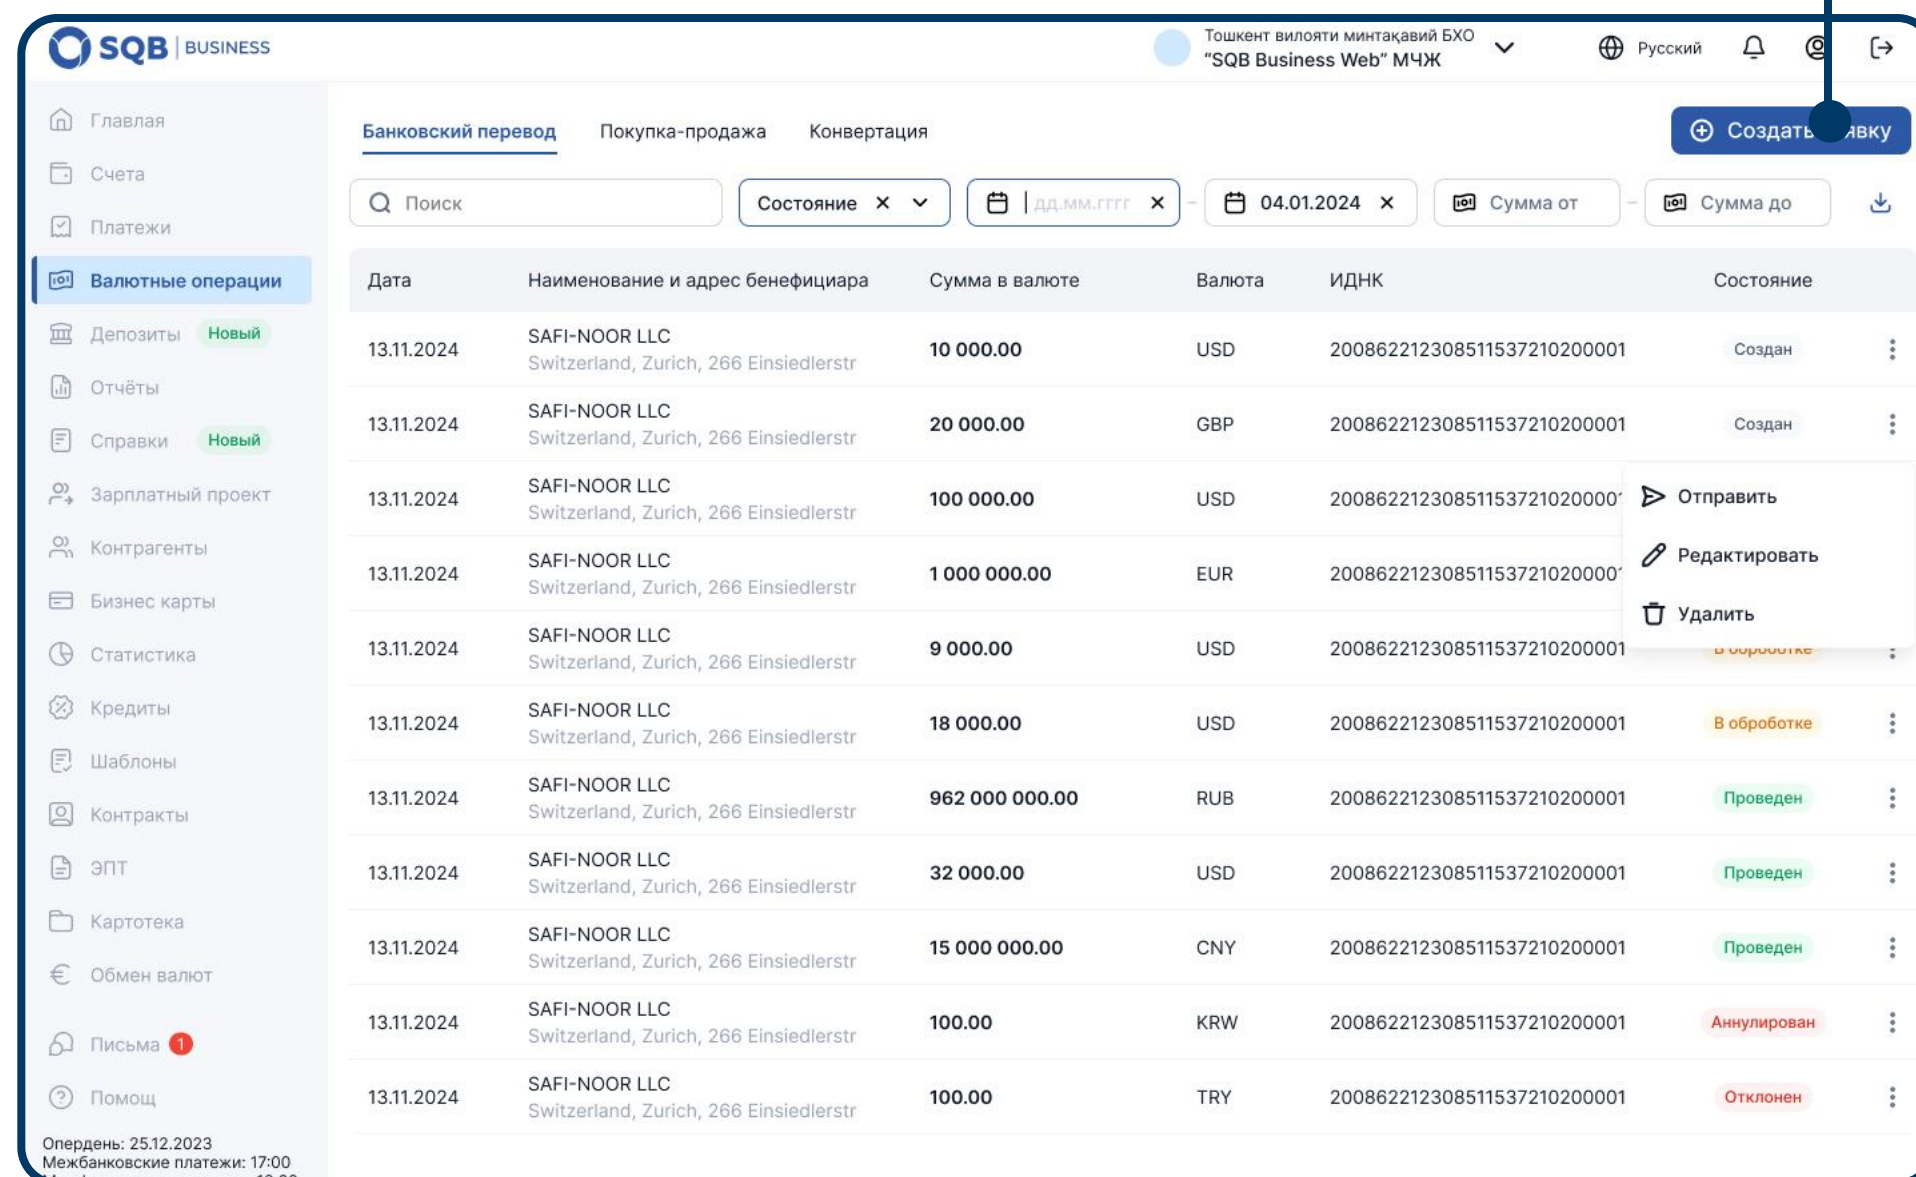 SQB | BUSINESS
Тошкент вилояти минтақавий БХО
“SQB Business Web” МЧЖ
Русский
Главная
Счета
Платежи
Валютные операции
Депозиты Новый
Отчёты
Справки Новый
Зарплатный проект
Контрагенты
Бизнес карты
Статистика
Кредиты
Шаблоны
Контракты
ЭПТ
Картотека
Обмен валют
Письма 1
Помощ
Опердень: 25.12.2023
Межбанковские платежи: 17:00
Банковский перевод Покупка-продажа Конвертация
Создать явку
Поиск Состояние дд.мм.гггг – 04.01.2024 Сумма от – Сумма до
Дата Наименование и адрес бенефициара Сумма в валюте Валюта ИДНК Состояние
13.11.2024 SAFI-NOOR LLC 10 000.00 USD 200862212308511537210200001 Создан
Switzerland, Zurich, 266 Einsiedlerstr
13.11.2024 SAFI-NOOR LLC 20 000.00 GBP 200862212308511537210200001 Создан
Switzerland, Zurich, 266 Einsiedlerstr
13.11.2024 SAFI-NOOR LLC 100 000.00 USD 20086221230851153721020000
Switzerland, Zurich, 266 Einsiedlerstr
Отправить
Редактировать
Удалить
13.11.2024 SAFI-NOOR LLC 1 000 000.00 EUR 20086221230851153721020000
Switzerland, Zurich, 266 Einsiedlerstr
13.11.2024 SAFI-NOOR LLC 9 000.00 USD 200862212308511537210200001 В обработке
Switzerland, Zurich, 266 Einsiedlerstr
13.11.2024 SAFI-NOOR LLC 18 000.00 USD 200862212308511537210200001 В обработке
Switzerland, Zurich, 266 Einsiedlerstr
13.11.2024 SAFI-NOOR LLC 962 000 000.00 RUB 200862212308511537210200001 Проведен
Switzerland, Zurich, 266 Einsiedlerstr
13.11.2024 SAFI-NOOR LLC 32 000.00 USD 200862212308511537210200001 Проведен
Switzerland, Zurich, 266 Einsiedlerstr
13.11.2024 SAFI-NOOR LLC 15 000 000.00 CNY 200862212308511537210200001 Проведен
Switzerland, Zurich, 266 Einsiedlerstr
13.11.2024 SAFI-NOOR LLC 100.00 KRW 200862212308511537210200001 Аннулирован
Switzerland, Zurich, 266 Einsiedlerstr
13.11.2024 SAFI-NOOR LLC 100.00 TRY 200862212308511537210200001 Отклонен
Switzerland, Zurich, 266 Einsiedlerstr